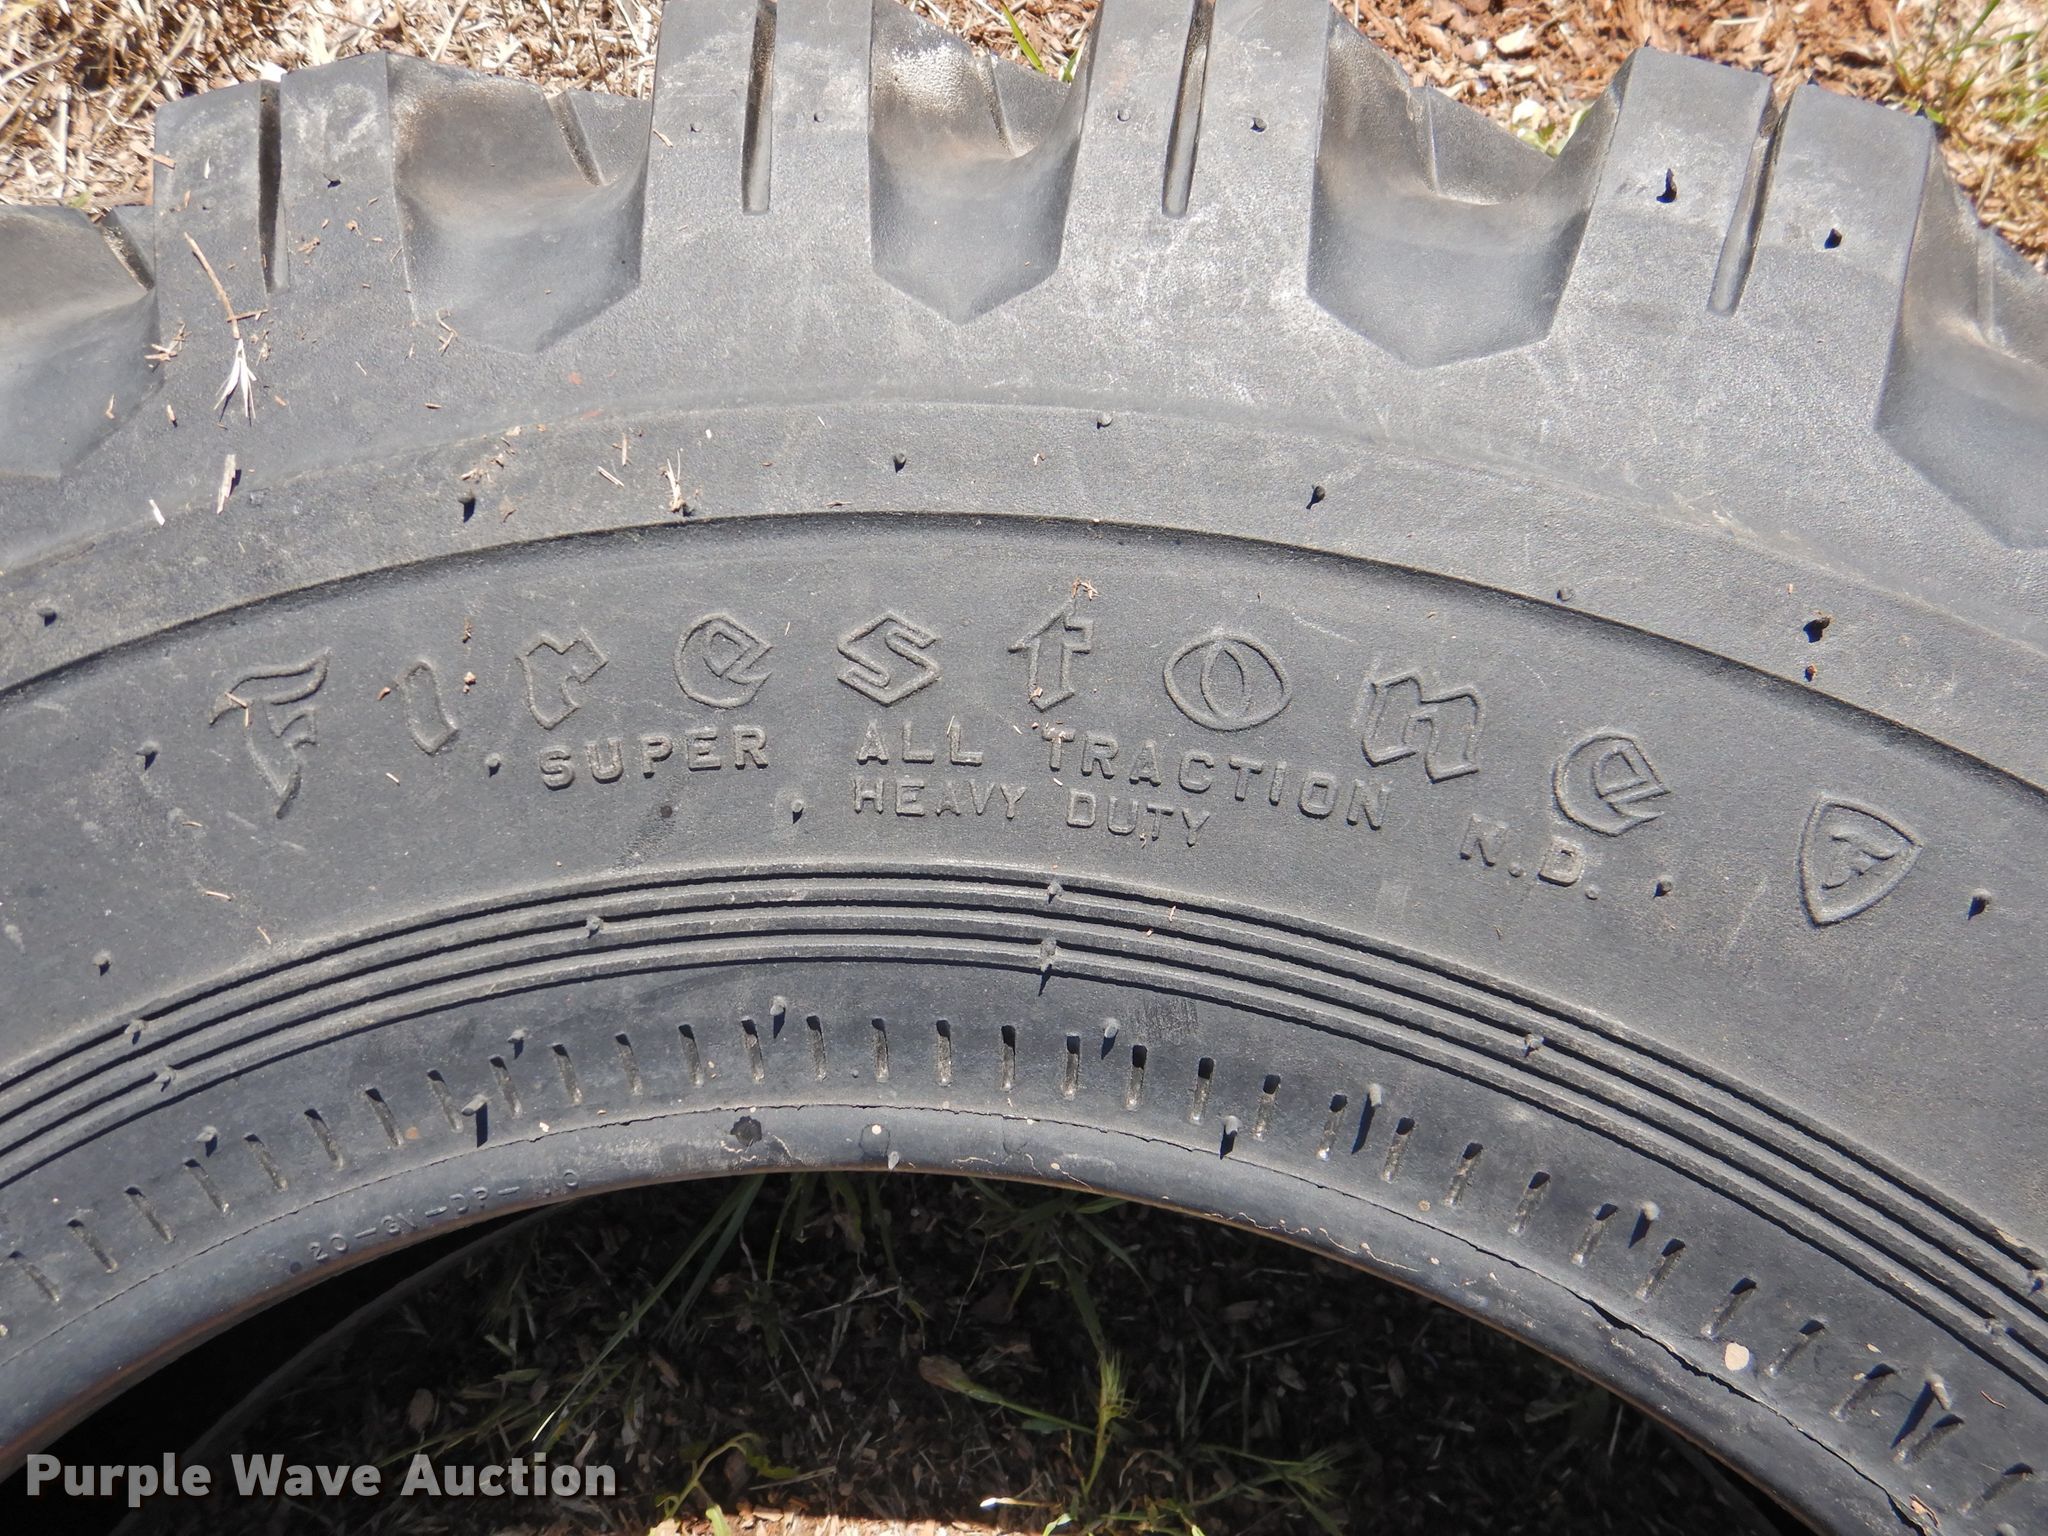 Firestone
SUPER ALL TRACTION N.D.
HEAVY DUTY
Purple Wave Auction